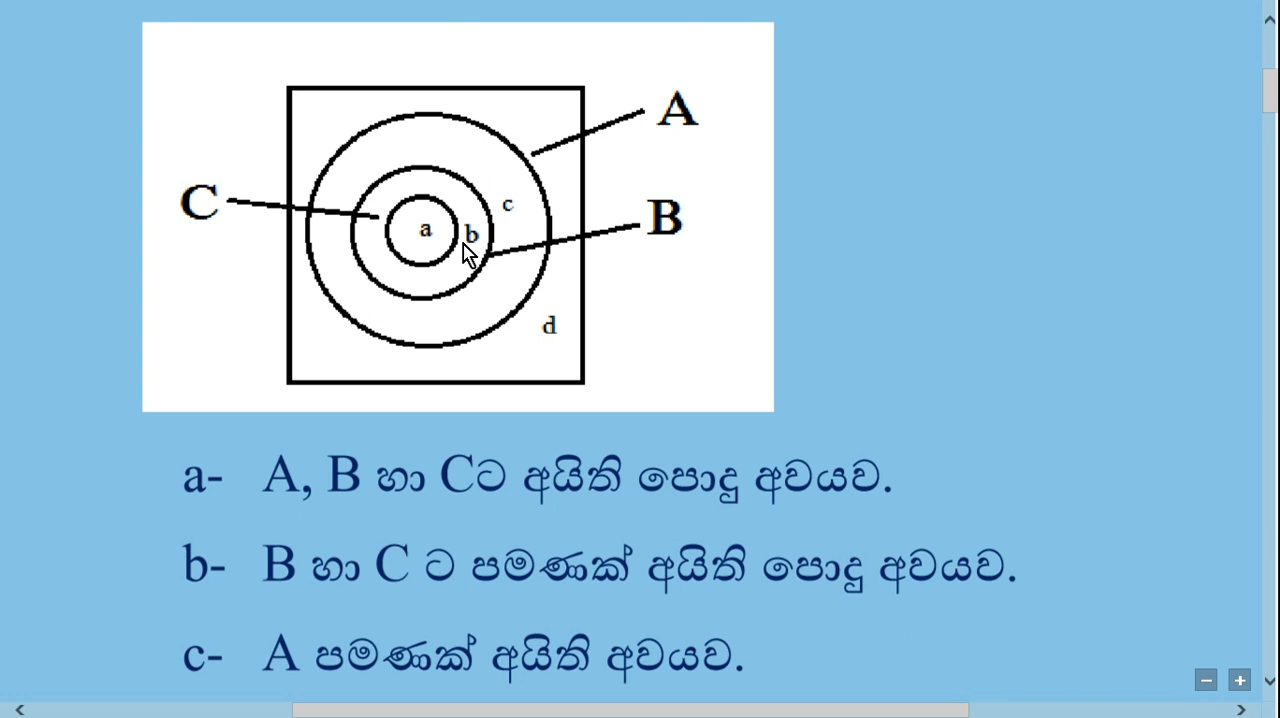 A
C
c
B
a
b
d
a- A, B හා Cට අයිති පොදු අවයව.
b- B හා C ට පමණක් අයිති පොදු අවයව.
c- A පමණක් අයිති අවයව.